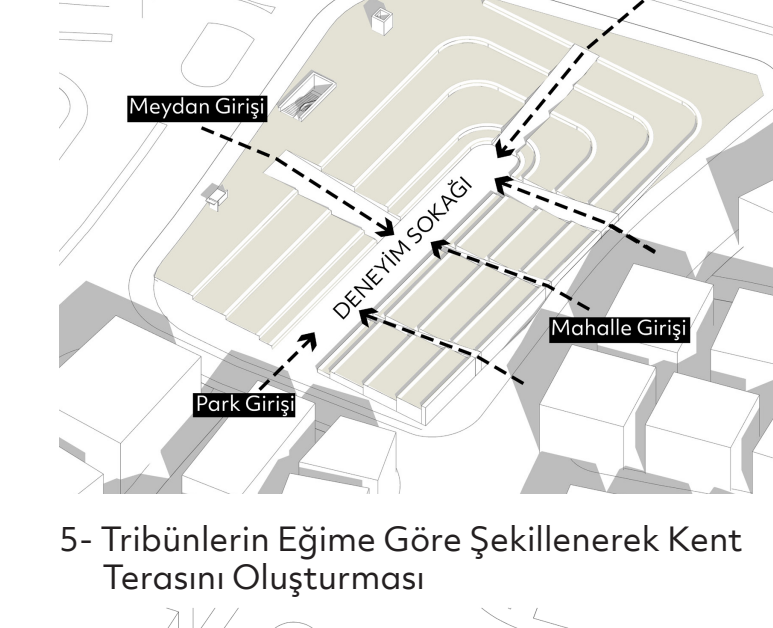 Meydan Girişi
DENEYİM SOKAĞI
Mahalle Girişi
Park Girişi
5- Tribünlerin Eğime Göre Şekillenerek Kent
Terasını Oluşturması